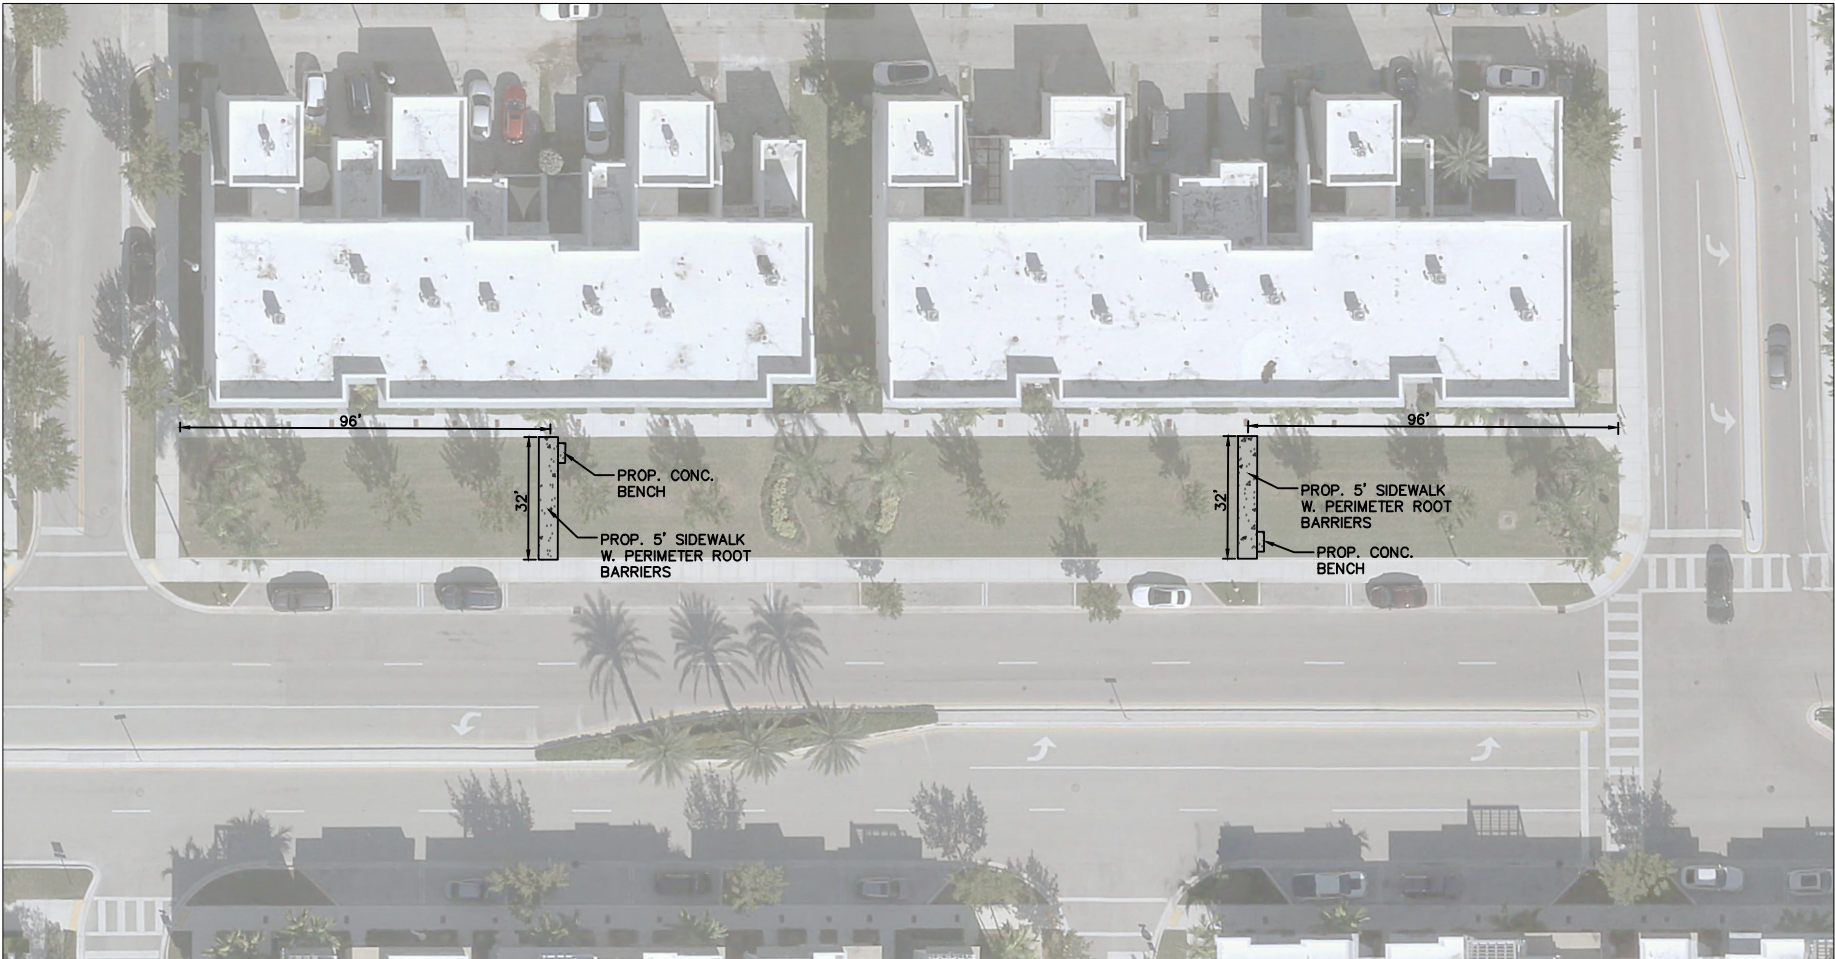 96'
96'
32'
PROP. CONC.
BENCH
PROP. 5' SIDEWALK
W. PERIMETER ROOT
BARRIERS
32'
PROP. 5' SIDEWALK
W. PERIMETER ROOT
BARRIERS
PROP. CONC.
BENCH